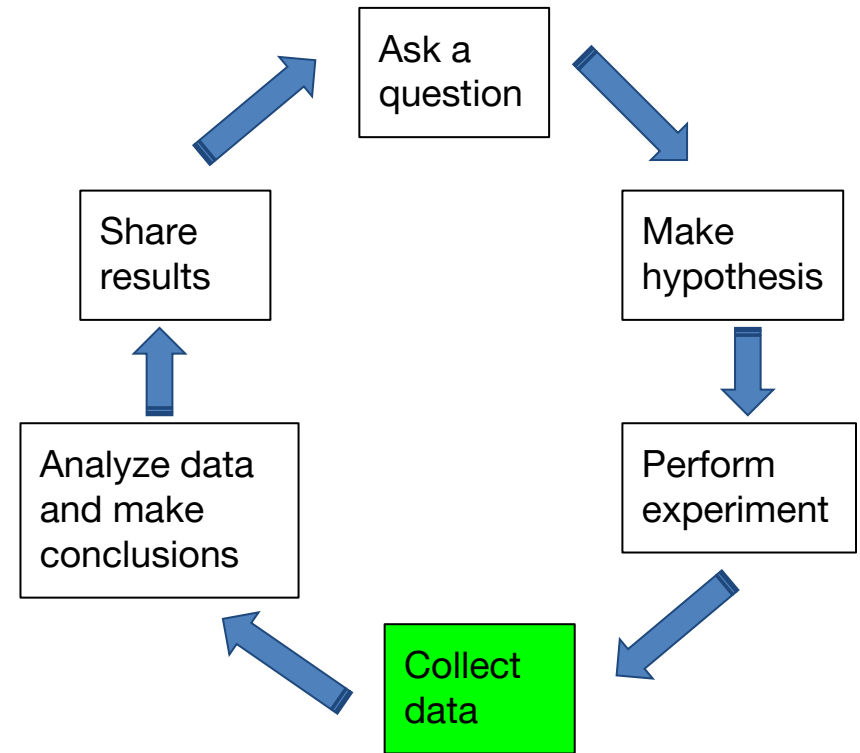 Ask a
question
Make
hypothesis
Perform
experiment
Collect
data
Analyze data
and make
conclusions
Share
results